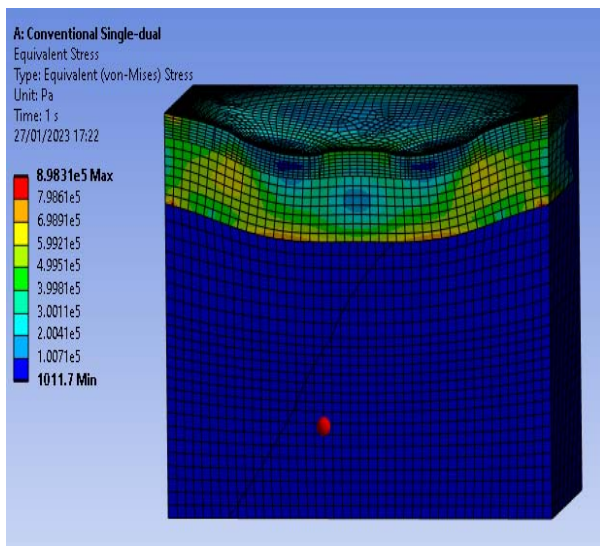 A: Conventional Single-dual
Equivalent Stress
Type: Equivalent (von-Mises) Stress
Unit: Pa
Time: 1 s
27/01/2023 17:22
8.9831e5 Max
7.9861e5
6.9891e5
5.9921e5
4.9951e5
3.9981e5
3.0011e5
2.0041e5
1.0071e5
1011.7 Min